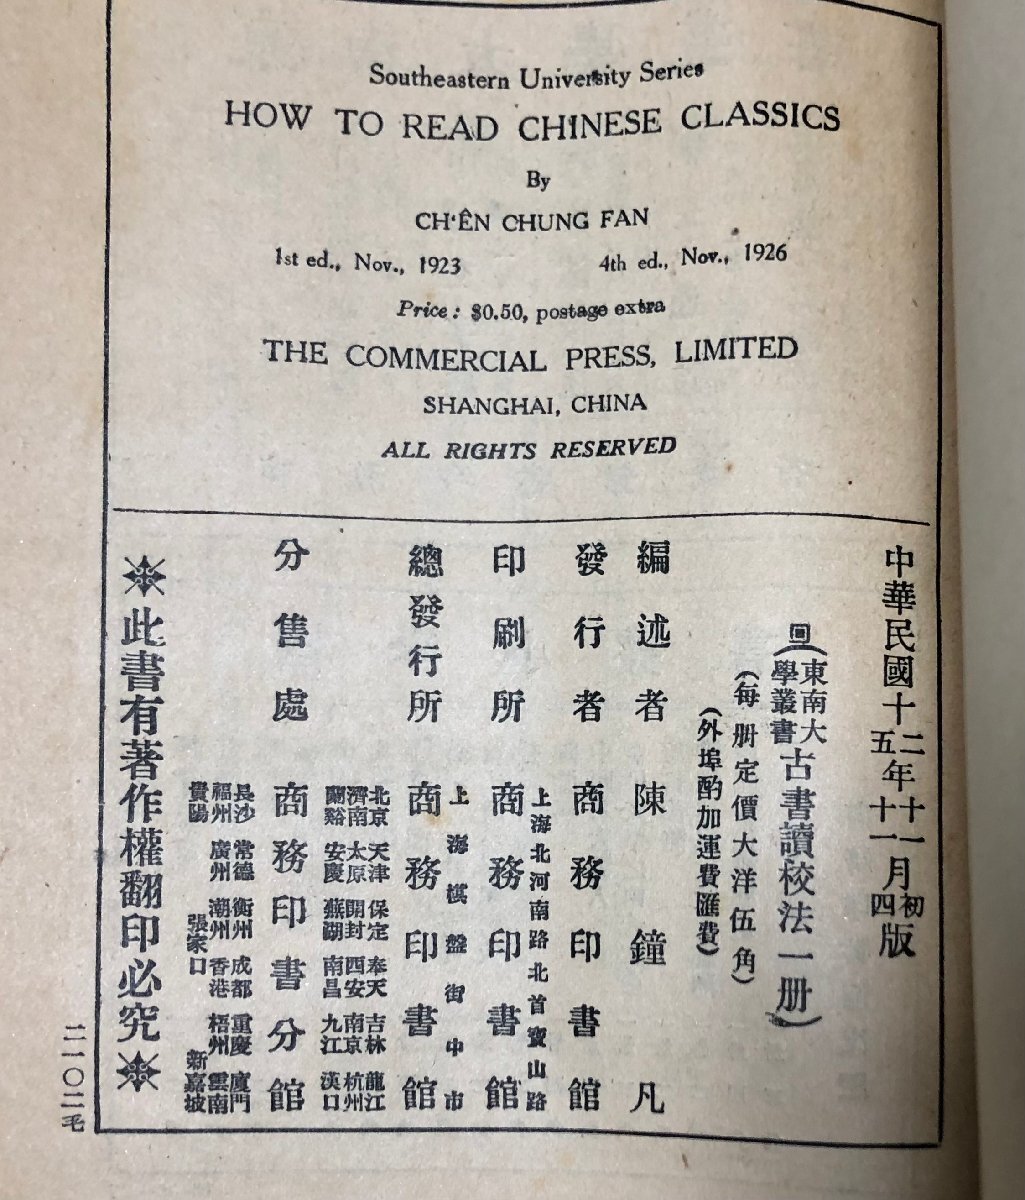 Southeastern University Series
HOW TO READ CHINESE CLASSICS
By
CH'ÊN CHUNG FAN
1st ed., Nov., 1923 4th ed., Nov., 1926
Price: $0.50, postage extra
THE COMMERCIAL PRESS, LIMITED
SHANGHAI, CHINA
ALL RIGHTS RESERVED
中華民國十二年十一月初版
五年十一月四版
回(東南大學叢書古書讀校法一册)
(每册定價大洋伍角)
(外埠酌加運費匯費)
編述者 陳鐘凡
發行者 商務印書館
印刷所 上海北河南路北首寶山路
商務印書館
總發行所 上海棋盤街中市
商務印書館
分售處 商務印書分館
北京 天津 保定 奉天 吉林 龍江
濟南 太原 開封 西安 南京 杭州
蘭谿 安慶 蕪湖 南昌 九江 漢口
長沙 常德 衡州 成都 重慶 廈門
福州 廣州 潮州 香港 梧州 雲南
貴陽 張家口 新嘉坡
此書有著作權翻印必究
二一〇二毛